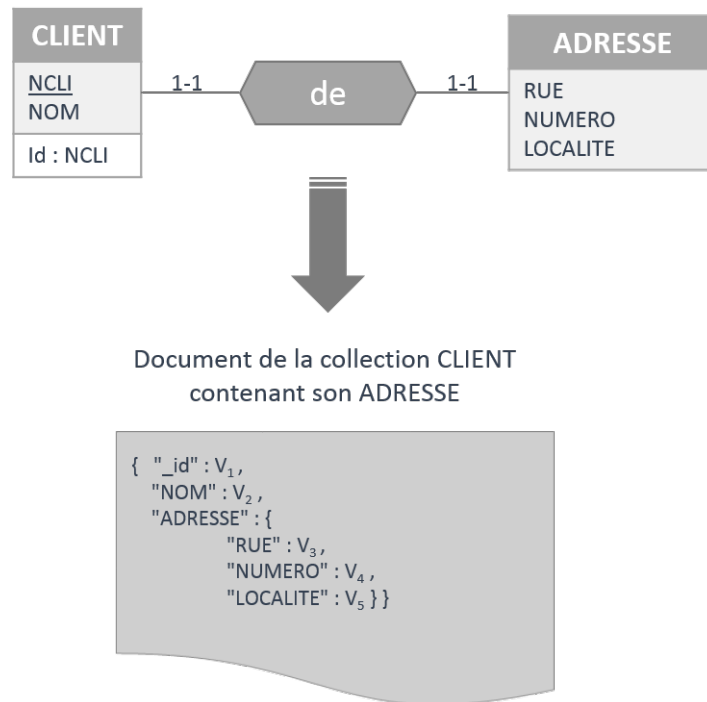 CLIENT
NCLI
NOM
Id : NCLI
1-1
de
1-1
ADRESSE
RUE
NUMERO
LOCALITE
Document de la collection CLIENT
contenant son ADRESSE
{ "_id" : V₁ ,
"NOM" : V₂ ,
"ADRESSE" : {
"RUE" : V₃ ,
"NUMERO" : V₄ ,
"LOCALITE" : V₅ } }